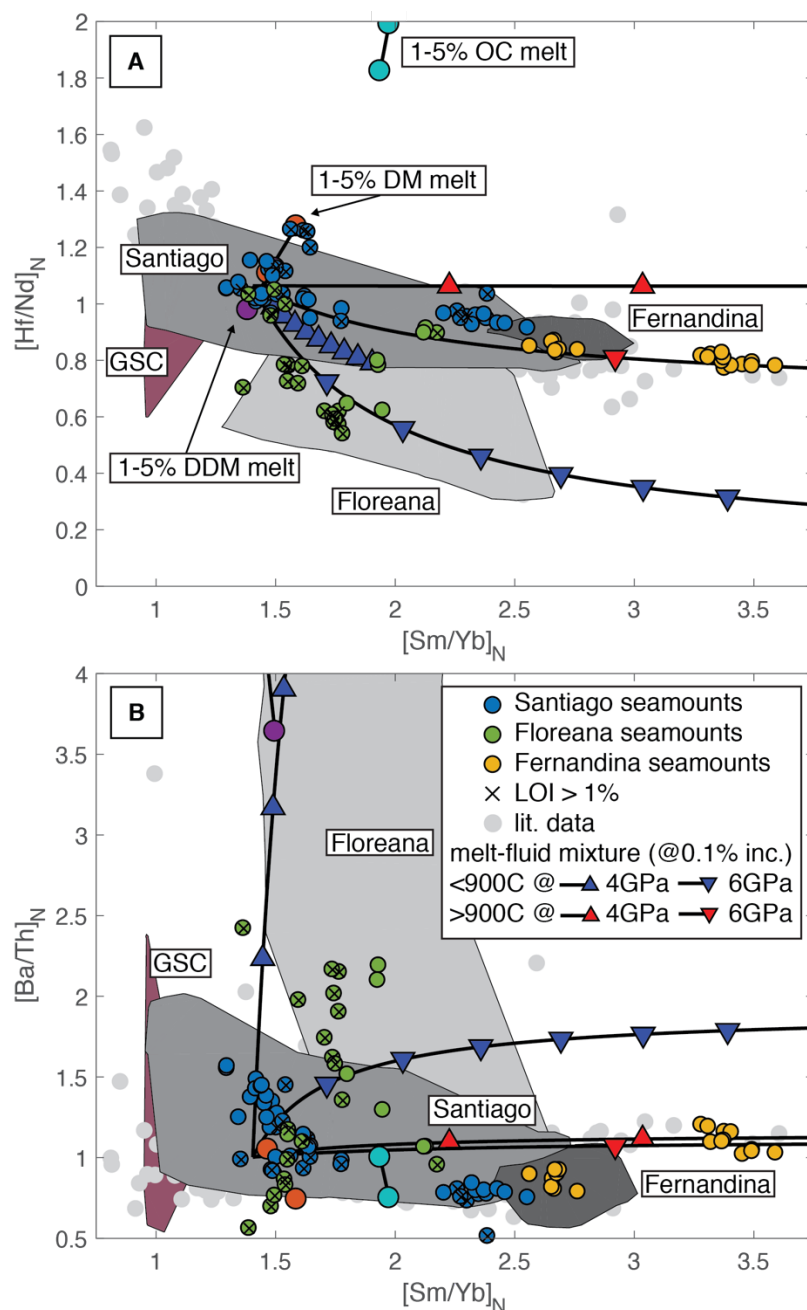 2
A
1-5% OC melt
1.8
1.6
1-5% DM melt
1.4
[Hf/Nd]N
1.2
Santiago
1
Fernandina
0.8
GSC
0.6
1-5% DDM melt
0.4
Floreana
0.2
0
1 1.5 2 2.5 3 3.5
[Sm/Yb]N
4
B
Santiago seamounts
Floreana seamounts
3.5
Fernandina seamounts
LOI > 1%
Floreana
lit. data
3
melt-fluid mixture (@0.1% inc.)
<900C @ 4GPa 6GPa
>900C @ 4GPa 6GPa
2.5
[Ba/Th]N
GSC
2
1.5
Santiago
1
Fernandina
0.5
1 1.5 2 2.5 3 3.5
[Sm/Yb]N